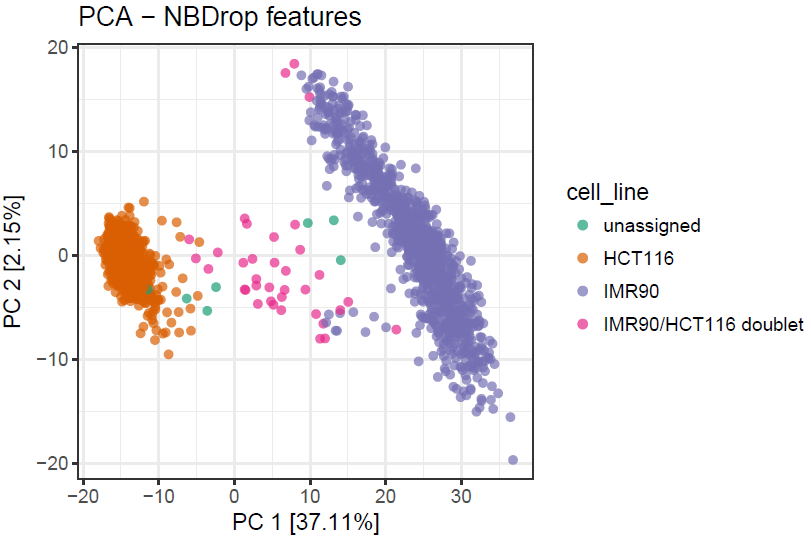 PCA − NBDrop features
20
10
0
−10
−20
−20 −10 0 10 20 30
PC 1 [37.11%]
PC 2 [2.15%]
cell_line
unassigned
HCT116
IMR90
IMR90/HCT116 doublet